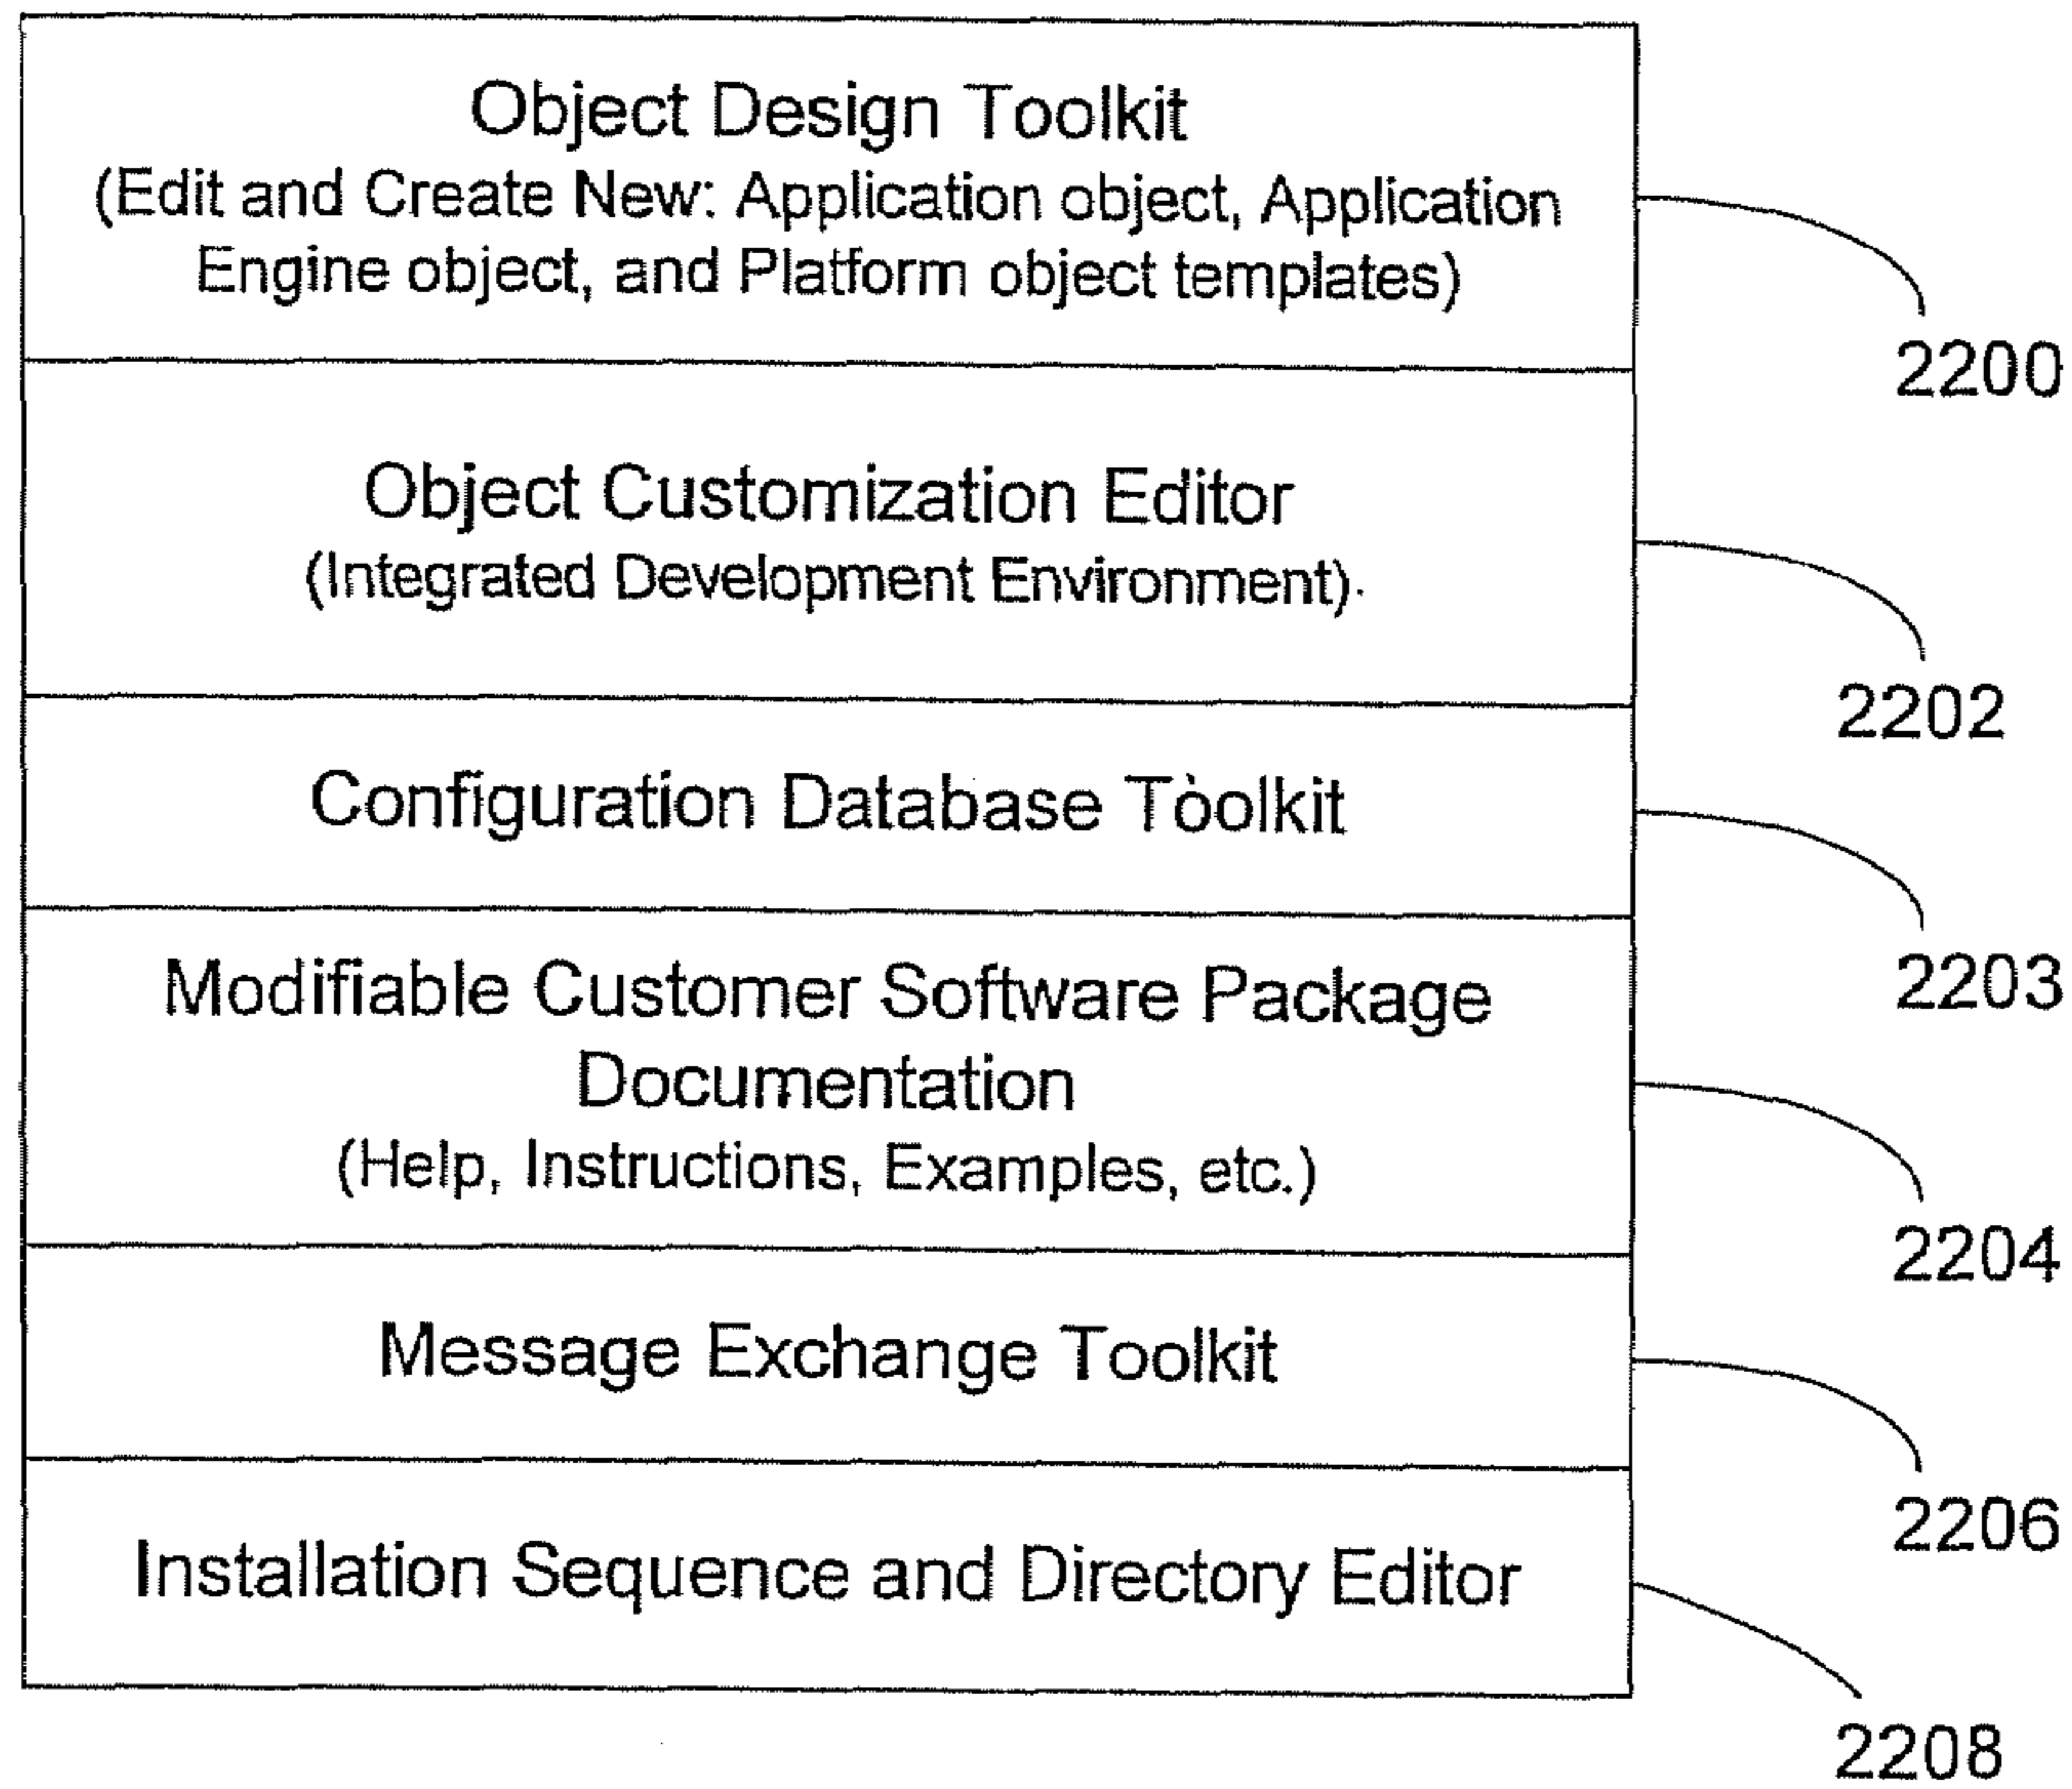 Object Design Toolkit
(Edit and Create New: Application object, Application
Engine object, and Platform object templates)
2200
Object Customization Editor
(Integrated Development Environment)
2202
Configuration Database Toolkit
2203
Modifiable Customer Software Package
Documentation
(Help, Instructions, Examples, etc.)
2204
Message Exchange Toolkit
2206
Installation Sequence and Directory Editor
2208